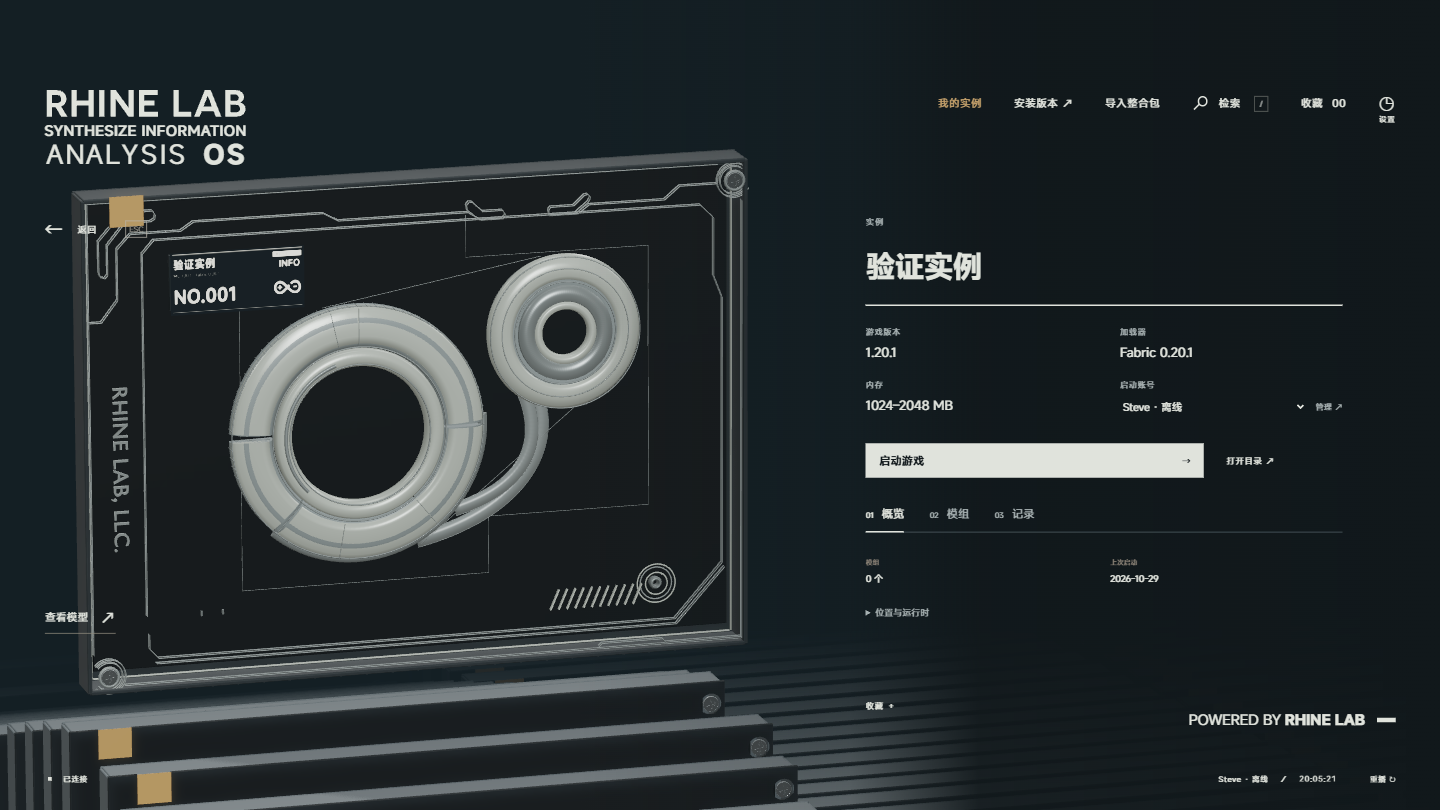 RHINE LAB
SYNTHESIZE INFORMATION
ANALYSIS OS
我的实例
安装版本 ↗
导入整合包
检索 /
收藏 00
设置
← 返回
验证实例
INFO
NO.001
RHINE LAB, LLC.
查看模型 ↗
实例
验证实例
游戏版本
1.20.1
加载器
Fabric 0.20.1
内存
1024–2048 MB
启动账号
Steve · 离线
管理 ↗
启动游戏 →
打开目录 ↗
01 概览
02 模组
03 记录
模组
0 个
上次启动
2026-10-29
▶ 位置与运行时
收藏 +
POWERED BY RHINE LAB
已连接
Steve · 离线 / 20:05:21
重播 ↻